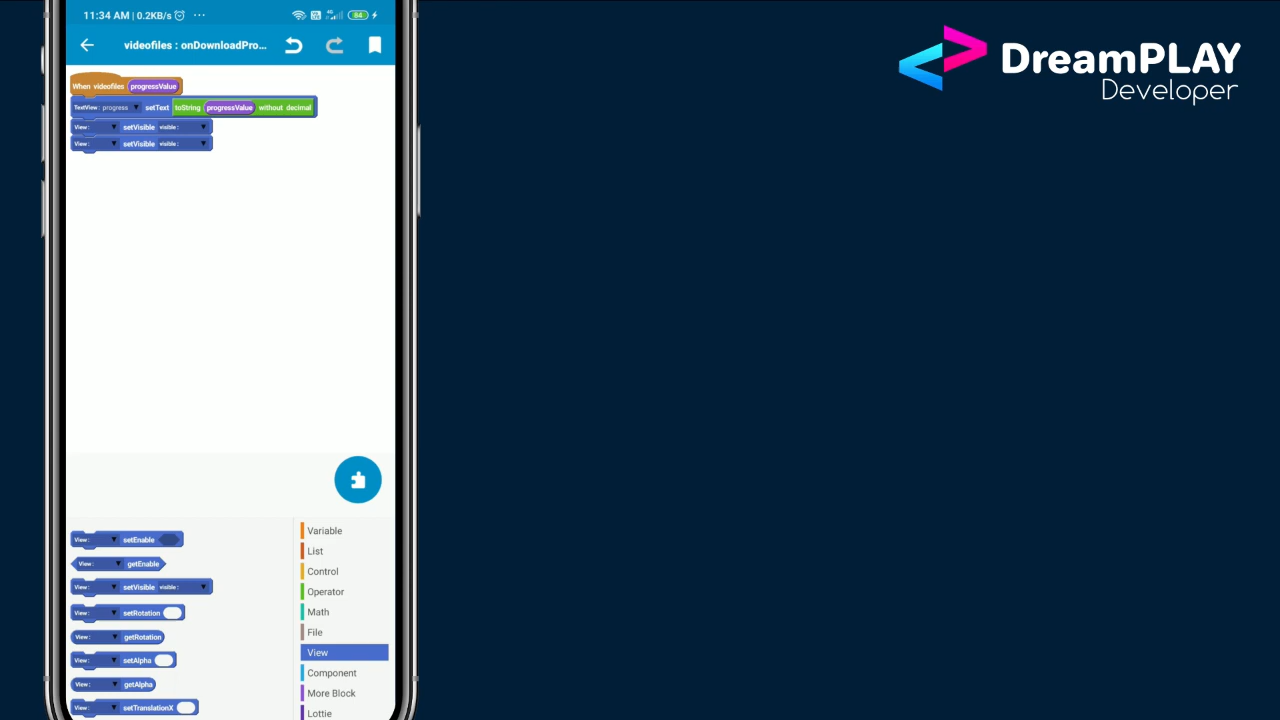 11:34 AM | 0.2KB/s ...
84
videofiles : onDownloadPro...
DreamPLAY
Developer
When videofiles progressValue
TextView : progress setText toString progressValue without decimal
View : setVisible visible :
View : setVisible visible :
View : setEnable
View : getEnable
View : setVisible visible :
View : setRotation
View : getRotation
View : setAlpha
View : getAlpha
View : setTranslationX
Variable
List
Control
Operator
Math
File
View
Component
More Block
Lottie